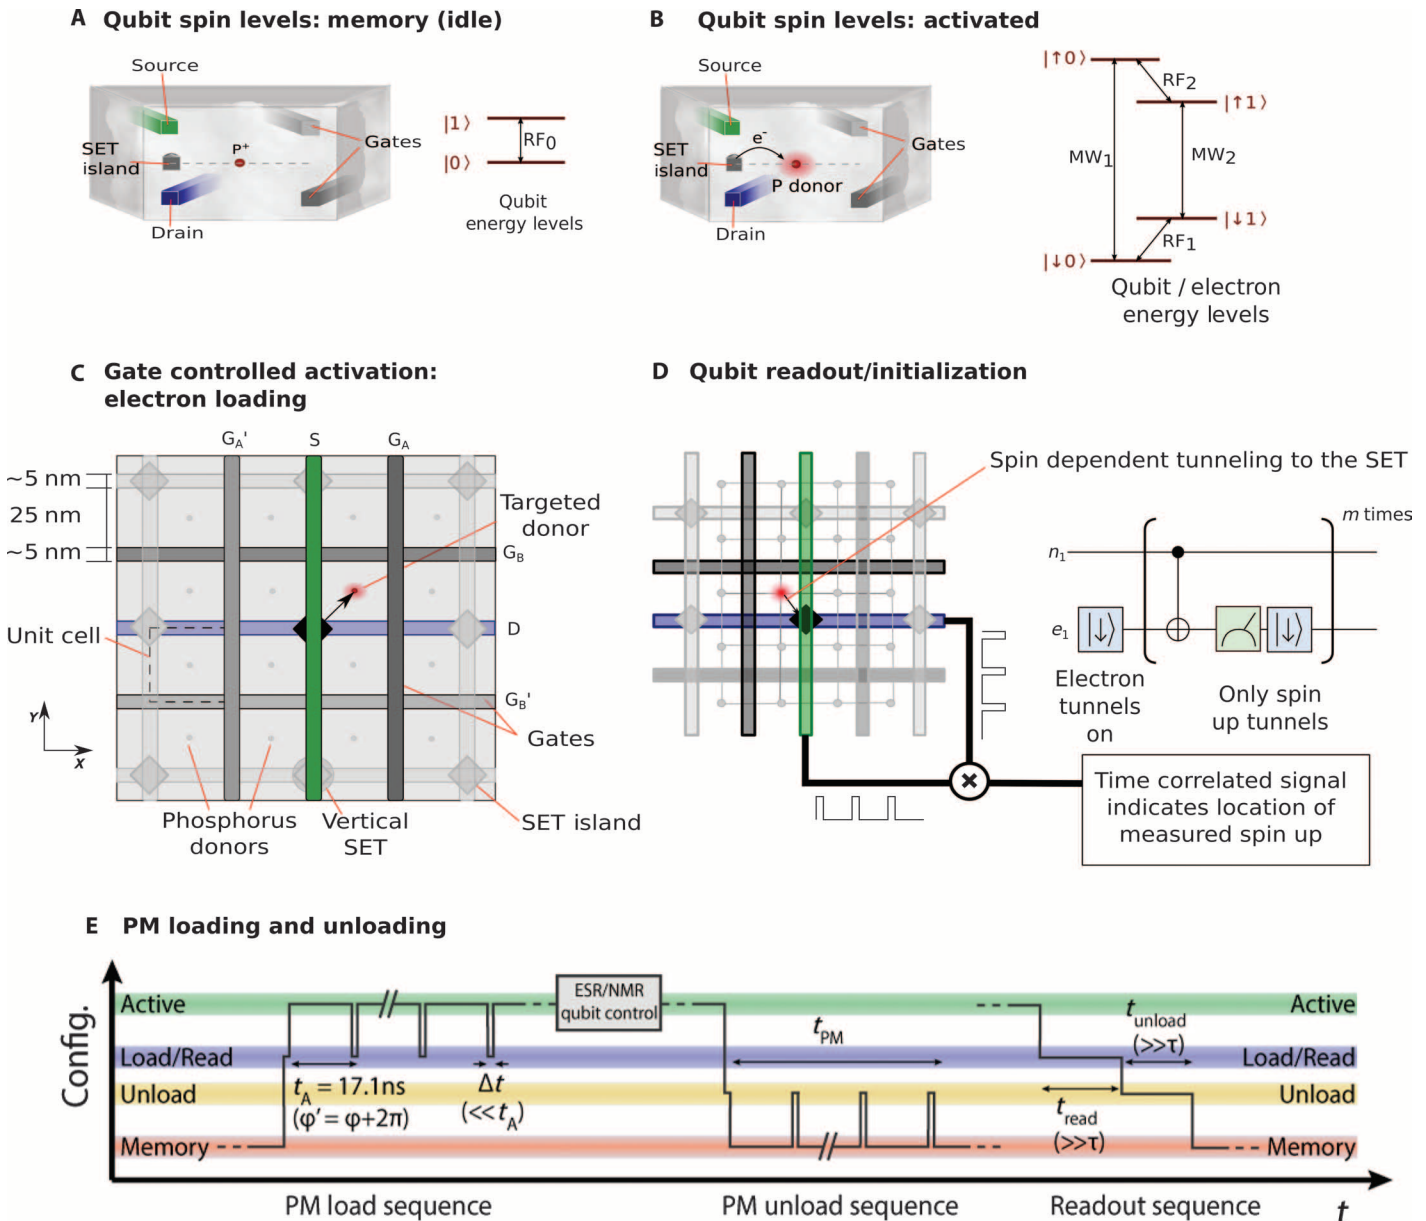 A Qubit spin levels: memory (idle)
Source
SET
island
P+
Gates
Drain
|1⟩
|0⟩
RF0
Qubit
energy levels
B Qubit spin levels: activated
Source
SET
island
e-
P donor
Gates
Drain
|↑0⟩
RF2
|↑1⟩
MW1
MW2
|↓1⟩
RF1
|↓0⟩
Qubit / electron
energy levels
C Gate controlled activation:
electron loading
GA'
S
GA
~5 nm
25 nm
~5 nm
Targeted
donor
GB
D
Unit cell
GB'
Gates
Y
X
Phosphorus
donors
Vertical
SET
SET island
D Qubit readout/initialization
Spin dependent tunneling to the SET
m times
n1
e1
|↓⟩
|↓⟩
Electron
tunnels
on
Only spin
up tunnels
Time correlated signal
indicates location of
measured spin up
E PM loading and unloading
Config.
Active
Load/Read
Unload
Memory
tA = 17.1ns
(φ' = φ+2π)
Δt
(<<tA)
ESR/NMR
qubit control
tPM
tread
(>>τ)
tunload
(>>τ)
Active
Load/Read
Unload
Memory
PM load sequence
PM unload sequence
Readout sequence
t